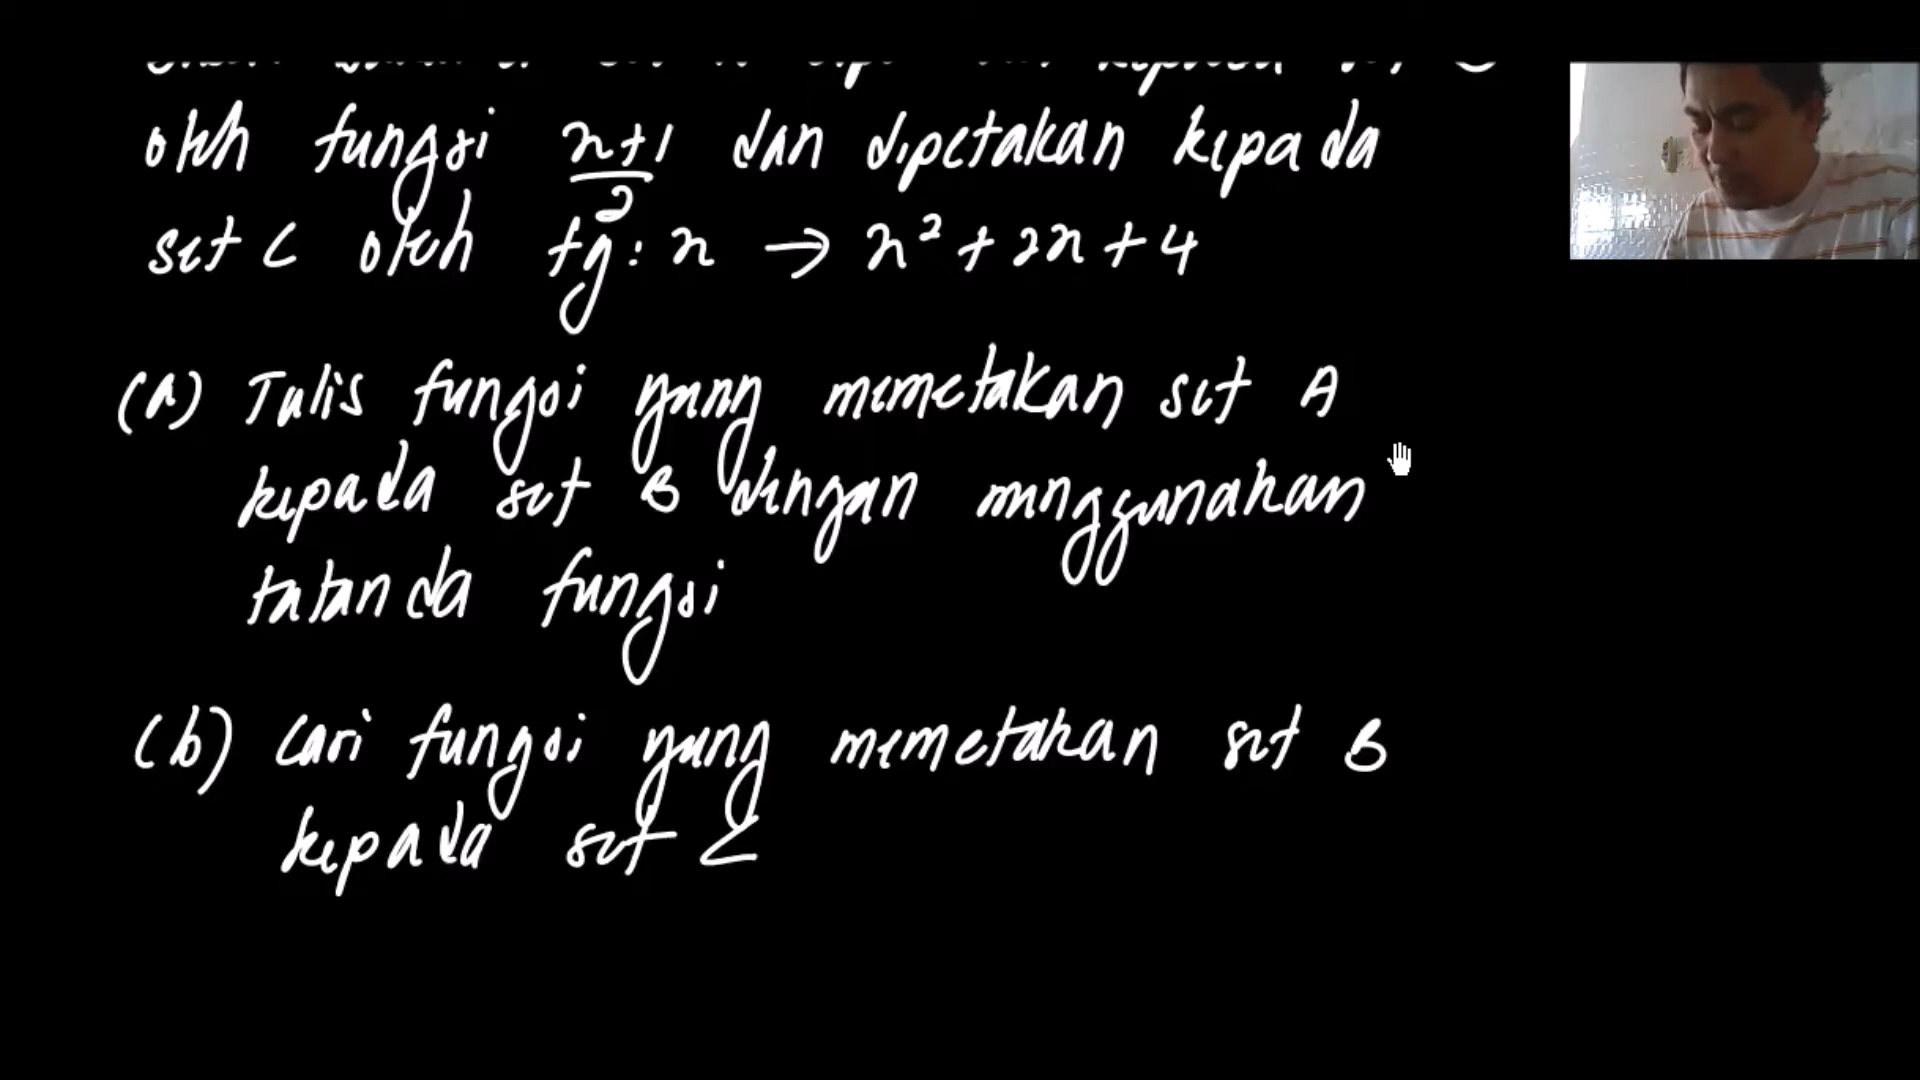 oleh fungsi x+1/2 dan dipetakan kepada
set C oleh fg: x → x² + 2x + 4
(a) Tulis fungsi yang memetakan set A
kepada set B dengan menggunakan
tatanda fungsi
(b) Cari fungsi yang memetakan set B
kepada set C